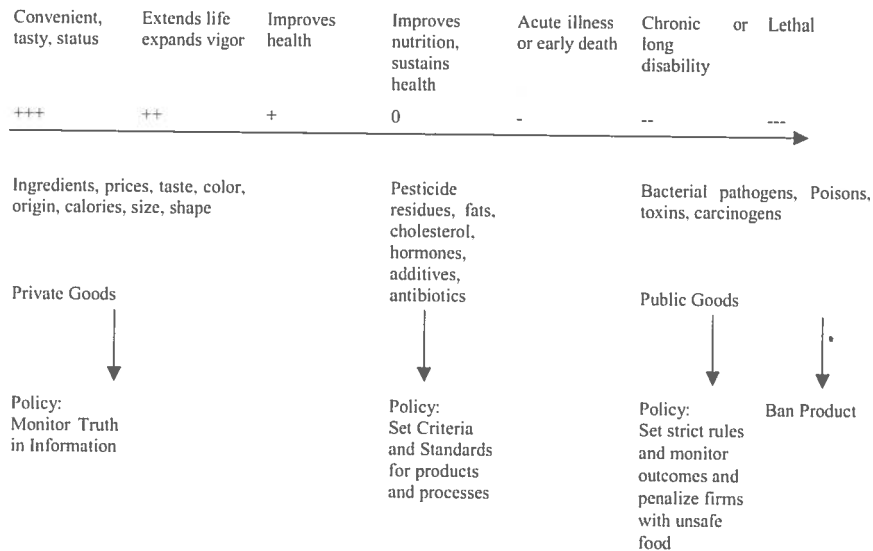 Convenient, tasty, status
Extends life expands vigor
Improves health
Improves nutrition, sustains health
Acute illness or early death
Chronic or long disability
Lethal
+++ ++ + 0 - -- ---
Ingredients, prices, taste, color,
origin, calories, size, shape
Pesticide
residues, fats,
cholesterol,
hormones,
additives,
antibiotics
Bacterial pathogens,
toxins, carcinogens
Poisons,
Private Goods
Public Goods
Policy:
Monitor Truth
in Information
Policy:
Set Criteria
and Standards
for products
and processes
Policy:
Set strict rules
and monitor
outcomes and
penalize firms
with unsafe
food
Ban Product